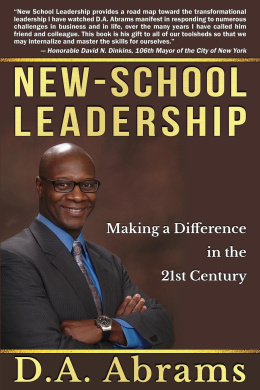 "New School Leadership provides a road map to the transformational
leadership I have watched D.A. Abrams manifest in responding to numerous
challenges in business and in life, over the many years I have called him
friend and colleague. This book is his gift to all of our toolsheds so that we
may internalize and master the skills for ourselves."
— Honorable David N. Dinkins, 106th Mayor of the City of New York
NEW-SCHOOL
LEADERSHIP
Making a Difference
in the
21st Century
D.A. Abrams